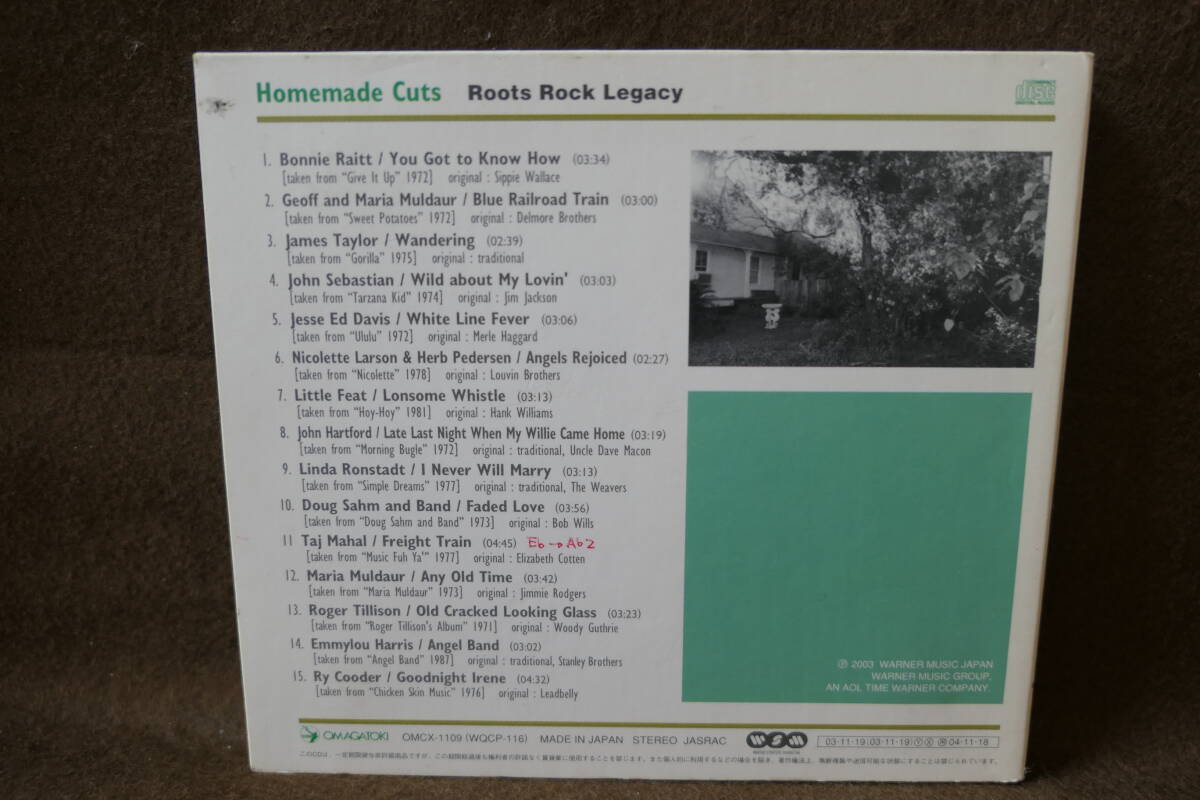 Homemade Cuts Roots Rock Legacy
disc
DIGITAL AUDIO
1. Bonnie Raitt / You Got to Know How (03:34)
[taken from "Give It Up" 1972] original : Sippie Wallace
2. Geoff and Maria Muldaur / Blue Railroad Train (03:00)
[taken from "Sweet Potatoes" 1972] original : Delmore Brothers
3. James Taylor / Wandering (02:39)
[taken from "Gorilla" 1975] original : traditional
4. John Sebastian / Wild about My Lovin' (03:03)
[taken from "Tarzana Kid" 1974] original : Jim Jackson
5. Jesse Ed Davis / White Line Fever (03:06)
[taken from "Ululu" 1972] original : Merle Haggard
6. Nicolette Larson & Herb Pedersen / Angels Rejoiced (02:27)
[taken from "Nicolette" 1978] original : Louvin Brothers
7. Little Feat / Lonsome Whistle (03:13)
[taken from "Hoy-Hoy" 1981] original : Hank Williams
8. John Hartford / Late Last Night When My Willie Came Home (03:19)
[taken from "Morning Bugle" 1972] original : traditional, Uncle Dave Macon
9. Linda Ronstadt / I Never Will Marry (03:13)
[taken from "Simple Dreams" 1977] original : traditional, The Weavers
10. Doug Sahm and Band / Faded Love (03:56)
[taken from "Doug Sahm and Band" 1973] original : Bob Wills
11 Taj Mahal / Freight Train (04:45) Eb→Ab2
[taken from "Music Fuh Ya'" 1977] original : Elizabeth Cotten
12. Maria Muldaur / Any Old Time (03:42)
[taken from "Maria Muldaur" 1973] original : Jimmie Rodgers
13. Roger Tillison / Old Cracked Looking Glass (03:23)
[taken from "Roger Tillison's Album" 1971] original : Woody Guthrie
14. Emmylou Harris / Angel Band (03:02)
[taken from "Angel Band" 1987] original : traditional, Stanley Brothers
15. Ry Cooder / Goodnight Irene (04:32)
[taken from "Chicken Skin Music" 1976] original : Leadbelly
℗ 2003 WARNER MUSIC JAPAN
WARNER MUSIC GROUP,
AN AOL TIME WARNER COMPANY.
OMAGATOKI OMCX-1109 (WQCP-116) MADE IN JAPAN STEREO JASRAC WSM 03·11·19 (03·11·19) Ⓨ Ⓧ 04·11·18